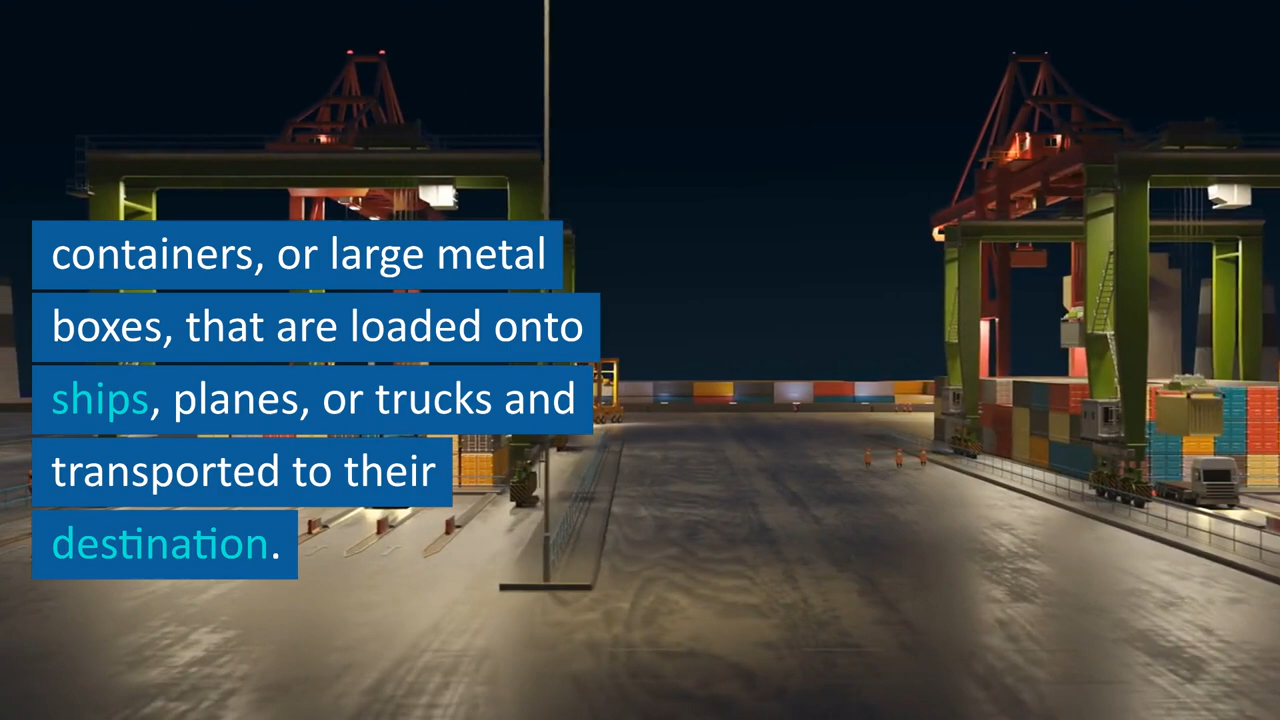 containers, or large metal
boxes, that are loaded onto
ships, planes, or trucks and
transported to their
destination.